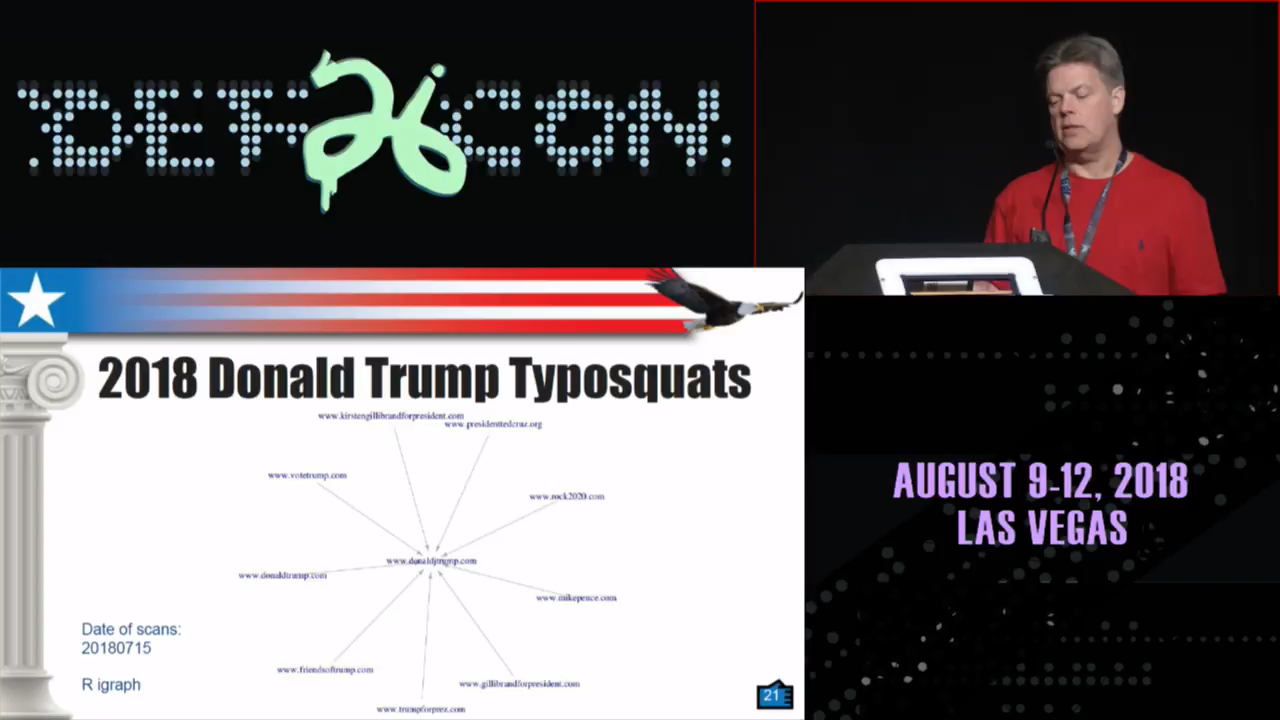 DEF 26 CON
2018 Donald Trump Typosquats
www.kirstengillibrandforpresident.com
www.presidenttedcruz.org
www.votetrump.com
www.rock2020.com
www.donaldjtrump.com
www.donaldtrump.com
www.mikepence.com
Date of scans:
20180715
www.friendsoftrump.com
R igraph
www.gillibrandforpresident.com
www.trumpforprez.com
21
AUGUST 9-12, 2018
LAS VEGAS